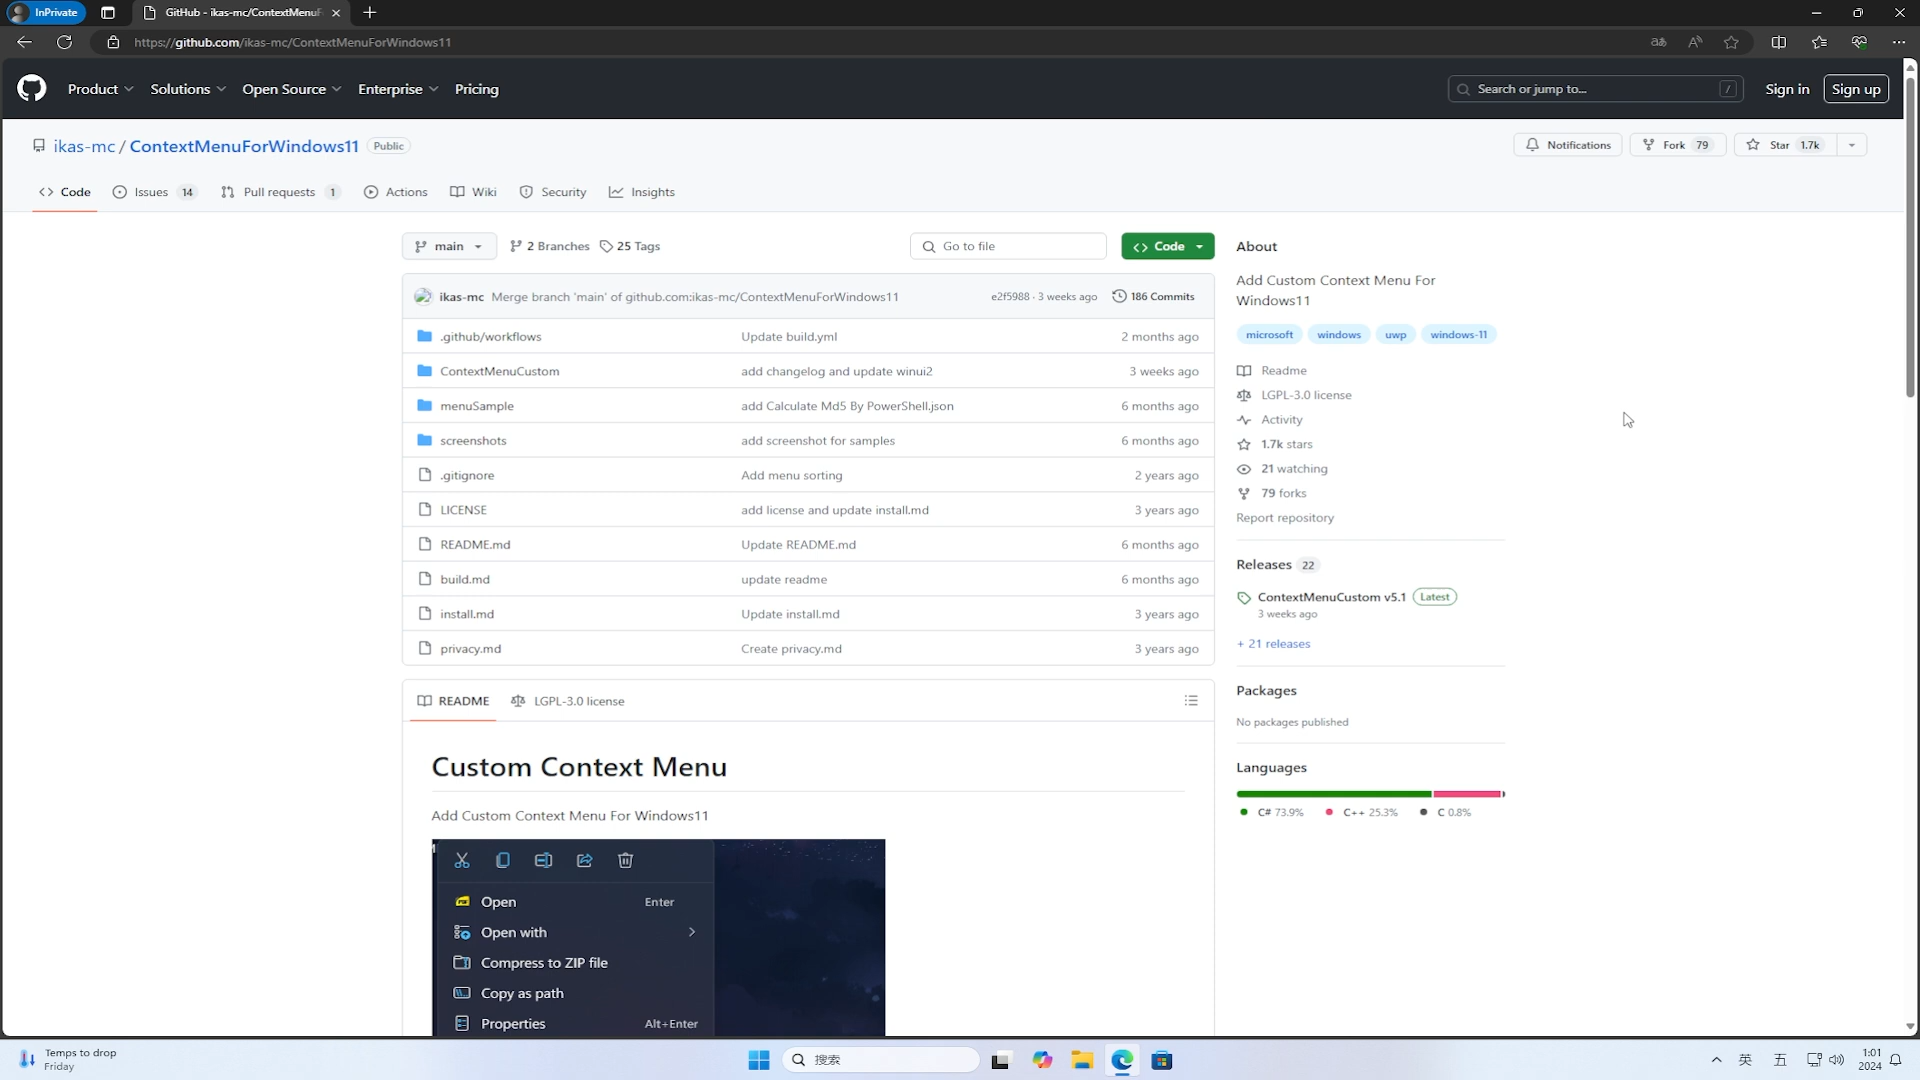 InPrivate
GitHub - ikas-mc/ContextMenuF
https://github.com/ikas-mc/ContextMenuForWindows11
Product
Solutions
Open Source
Enterprise
Pricing
Search or jump to...
/
Sign in
Sign up
ikas-mc / ContextMenuForWindows11 Public
Notifications
Fork 79
Star 1.7k
Code
Issues 14
Pull requests 1
Actions
Wiki
Security
Insights
main
2 Branches
25 Tags
Go to file
Code
ikas-mc Merge branch 'main' of github.com:ikas-mc/ContextMenuForWindows11 e2f5988 · 3 weeks ago 186 Commits
.github/workflows Update build.yml 2 months ago
ContextMenuCustom add changelog and update winui2 3 weeks ago
menuSample add Calculate Md5 By PowerShell.json 6 months ago
screenshots add screenshot for samples 6 months ago
.gitignore Add menu sorting 2 years ago
LICENSE add license and update install.md 3 years ago
README.md Update README.md 6 months ago
build.md update readme 6 months ago
install.md Update install.md 3 years ago
privacy.md Create privacy.md 3 years ago
README
LGPL-3.0 license
Custom Context Menu
Add Custom Context Menu For Windows11
Open Enter
Open with
Compress to ZIP file
Copy as path
Properties Alt+Enter
About
Add Custom Context Menu For
Windows11
microsoft windows uwp windows-11
Readme
LGPL-3.0 license
Activity
1.7k stars
21 watching
79 forks
Report repository
Releases 22
ContextMenuCustom v5.1 Latest
3 weeks ago
+ 21 releases
Packages
No packages published
Languages
C# 73.9% C++ 25.3% C 0.8%
Temps to drop
Friday
搜索
英
五
1:01
2024